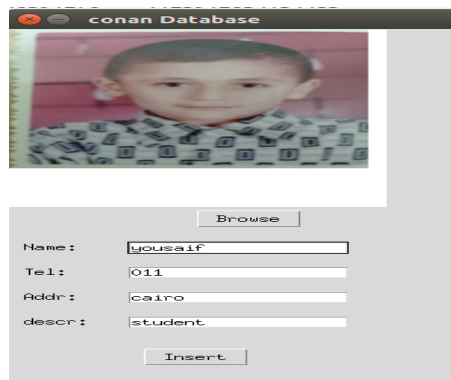 conan Database
Browse
Name: yousaif
Tel: 011
Addr: cairo
descr: student
Insert